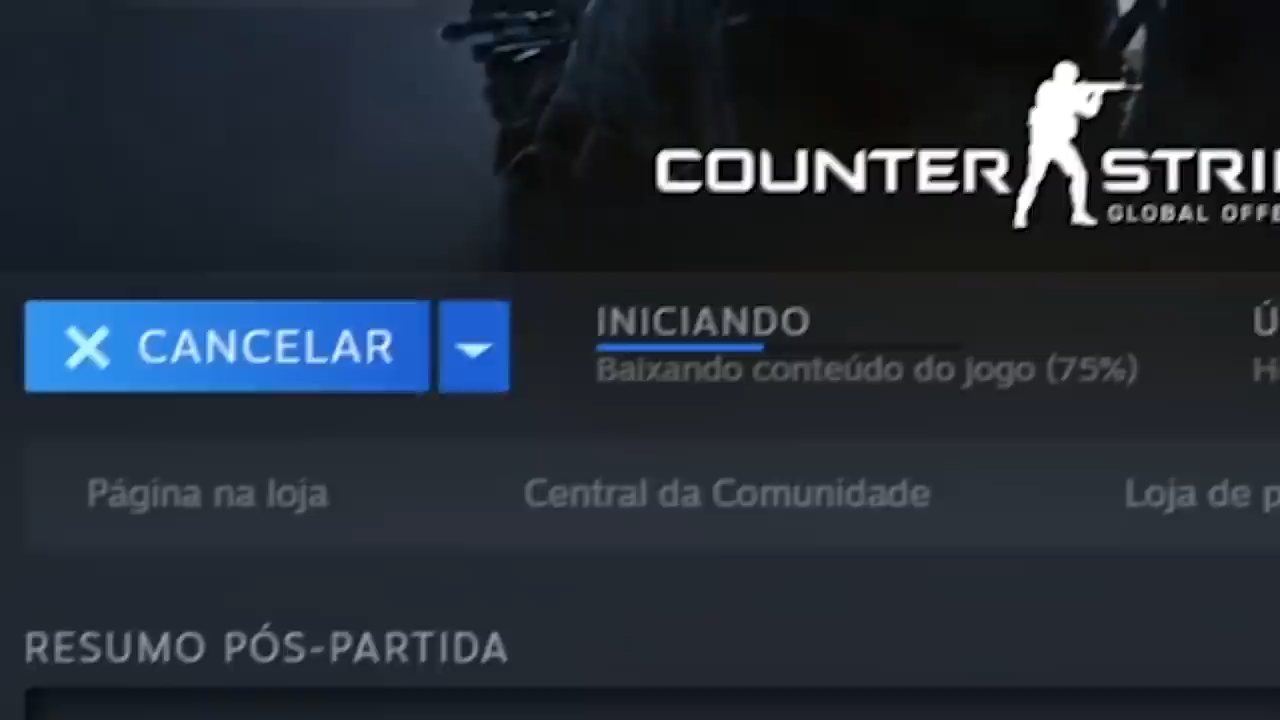 COUNTER STRI
GLOBAL OFFE
CANCELAR
INICIANDO
Baixando conteúdo do jogo (75%)
Página na loja
Central da Comunidade
Loja de p
RESUMO PÓS-PARTIDA